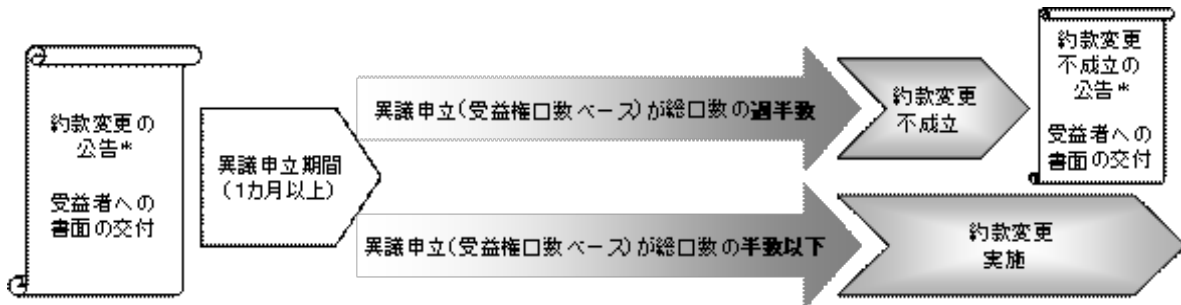 約款変更の
公告*
受益者への
書面の交付
異議申立期間
(1カ月以上)
異議申立(受益権口数ベース)が総口数の過半数
約款変更
不成立
約款変更
不成立の
公告*
受益者への
書面の交付
異議申立(受益権口数ベース)が総口数の半数以下
約款変更
実施